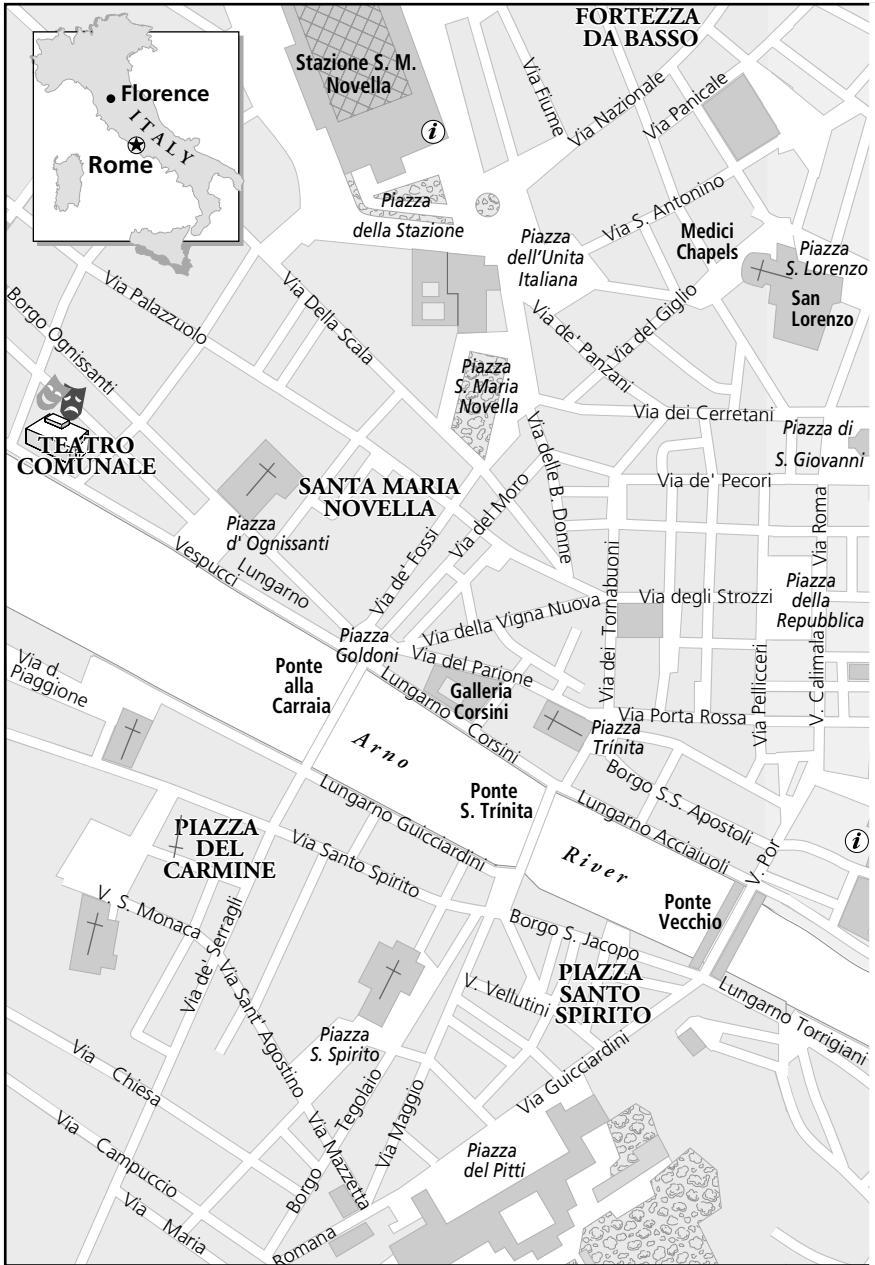 FORTEZZA
DA BASSO
Stazione S. M.
Novella
Florence
ITALY
Rome
i
Via Fiume
Via Nazionale
Via Panicale
Piazza
della Stazione
Via S. Antonino
Piazza
dell'Unita
Italiana
Medici
Chapels
Piazza
S. Lorenzo
San
Lorenzo
Borgo Ognissanti
Via Palazzuolo
Via Della Scala
Via de' Panzani
Via del Giglio
Piazza
S. Maria
Novella
Via dei Cerretani
Piazza di
S. Giovanni
TEATRO
COMUNALE
SANTA MARIA
NOVELLA
Via delle B. Donne
Via de' Pecori
Via del Moro
Via de' Fossi
Via Roma
Piazza
d' Ognissanti
Vespucci
Lungarno
Via dei Tornabuoni
Via degli Strozzi
Piazza
della
Repubblica
Via della Vigna Nuova
Piazza
Goldoni
Via del Parione
Ponte
alla
Carraia
Via d.
Piaggione
Lungarno
Corsini
Galleria
Corsini
Via Porta Rossa
Via Pellicceri
V. Calimala
Piazza
Trínita
Arno
Ponte
S. Trínita
Borgo S.S. Apostoli
Lungarno Acciaiuoli
V. Por
i
Lungarno Guicciardini
PIAZZA
DEL
CARMINE
Via Santo Spirito
River
Ponte
Vecchio
V. S. Monaca
Via de' Serragli
Borgo S. Jacopo
PIAZZA
SANTO
SPIRITO
V. Vellutini
Lungarno Torrigiani
Via Sant' Agostino
Piazza
S. Spirito
Via Guicciardini
Via Chiesa
Borgo Tegolaio
Via Maggio
Via Mazzetta
Piazza
del Pitti
Via Campuccio
Via Maria
Romana